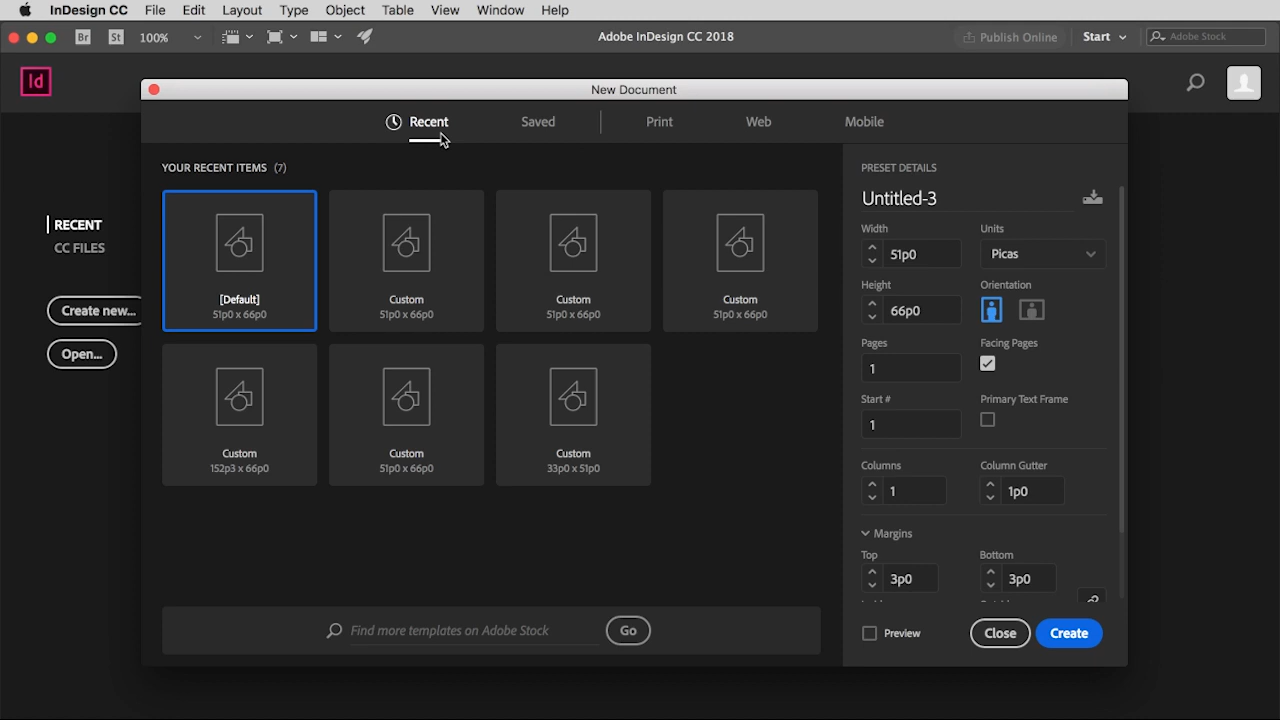 InDesign CC File Edit Layout Type Object Table View Window Help
Br St 100% Adobe InDesign CC 2018 Publish Online Start Adobe Stock
Id
New Document
Recent Saved Print Web Mobile
YOUR RECENT ITEMS (7)
RECENT
CC FILES
Create new...
Open...
[Default]
51p0 x 66p0
Custom
51p0 x 66p0
Custom
51p0 x 66p0
Custom
51p0 x 66p0
Custom
152p3 x 66p0
Custom
51p0 x 66p0
Custom
33p0 x 51p0
Find more templates on Adobe Stock Go
PRESET DETAILS
Untitled-3
Width Units
51p0 Picas
Height Orientation
66p0
Pages Facing Pages
1
Start # Primary Text Frame
1
Columns Column Gutter
1 1p0
Margins
Top Bottom
3p0 3p0
Preview Close Create